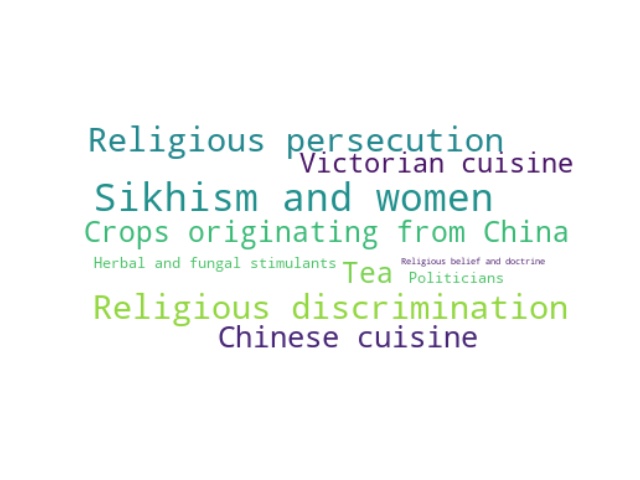 Religious persecution
Victorian cuisine
Sikhism and women
Crops originating from China
Herbal and fungal stimulants
Tea
Religious belief and doctrine
Politicians
Religious discrimination
Chinese cuisine